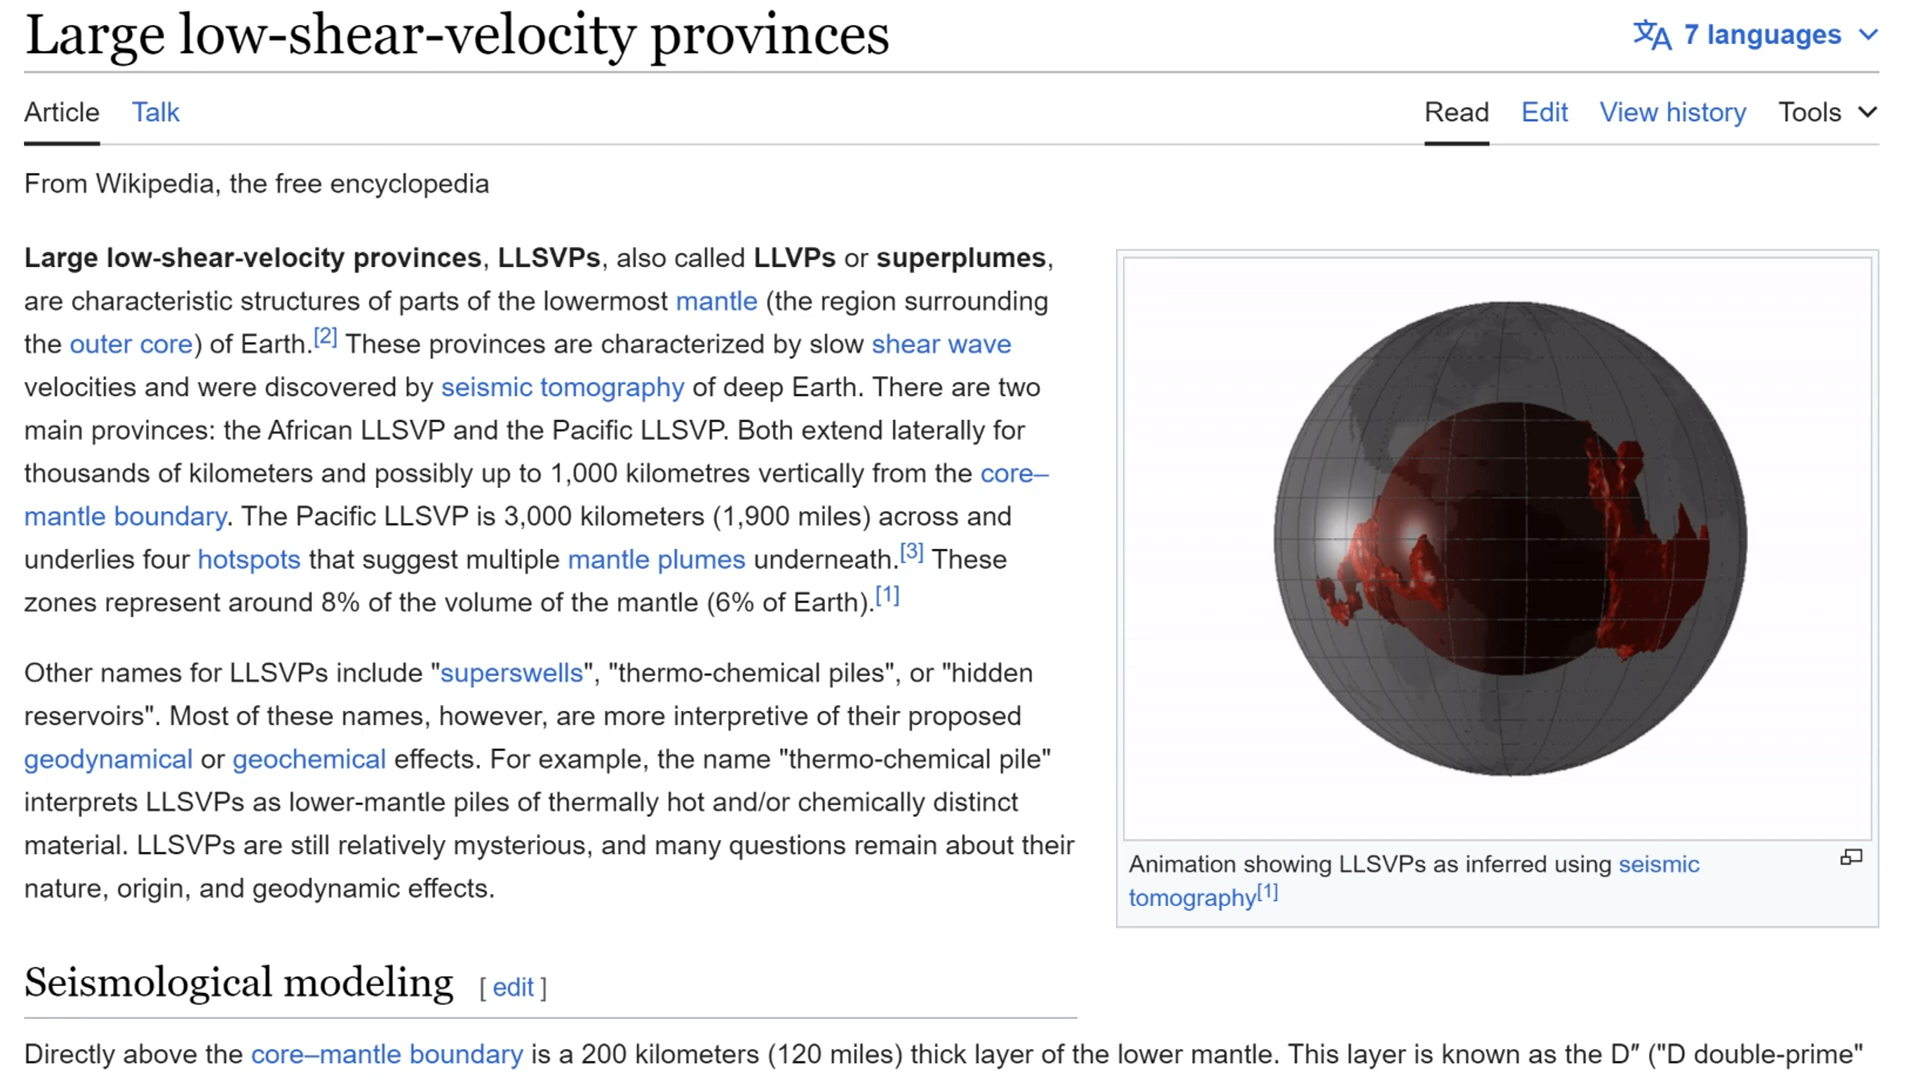 Large low-shear-velocity provinces
7 languages
Article Talk
Read Edit View history Tools
From Wikipedia, the free encyclopedia
Large low-shear-velocity provinces, LLSVPs, also called LLVPs or superplumes,
are characteristic structures of parts of the lowermost mantle (the region surrounding
the outer core) of Earth.[2] These provinces are characterized by slow shear wave
velocities and were discovered by seismic tomography of deep Earth. There are two
main provinces: the African LLSVP and the Pacific LLSVP. Both extend laterally for
thousands of kilometers and possibly up to 1,000 kilometres vertically from the core–
mantle boundary. The Pacific LLSVP is 3,000 kilometers (1,900 miles) across and
underlies four hotspots that suggest multiple mantle plumes underneath.[3] These
zones represent around 8% of the volume of the mantle (6% of Earth).[1]
Other names for LLSVPs include "superswells", "thermo-chemical piles", or "hidden
reservoirs". Most of these names, however, are more interpretive of their proposed
geodynamical or geochemical effects. For example, the name "thermo-chemical pile"
interprets LLSVPs as lower-mantle piles of thermally hot and/or chemically distinct
material. LLSVPs are still relatively mysterious, and many questions remain about their
nature, origin, and geodynamic effects.
Animation showing LLSVPs as inferred using seismic
tomography[1]
Seismological modeling [ edit ]
Directly above the core–mantle boundary is a 200 kilometers (120 miles) thick layer of the lower mantle. This layer is known as the D″ ("D double-prime"